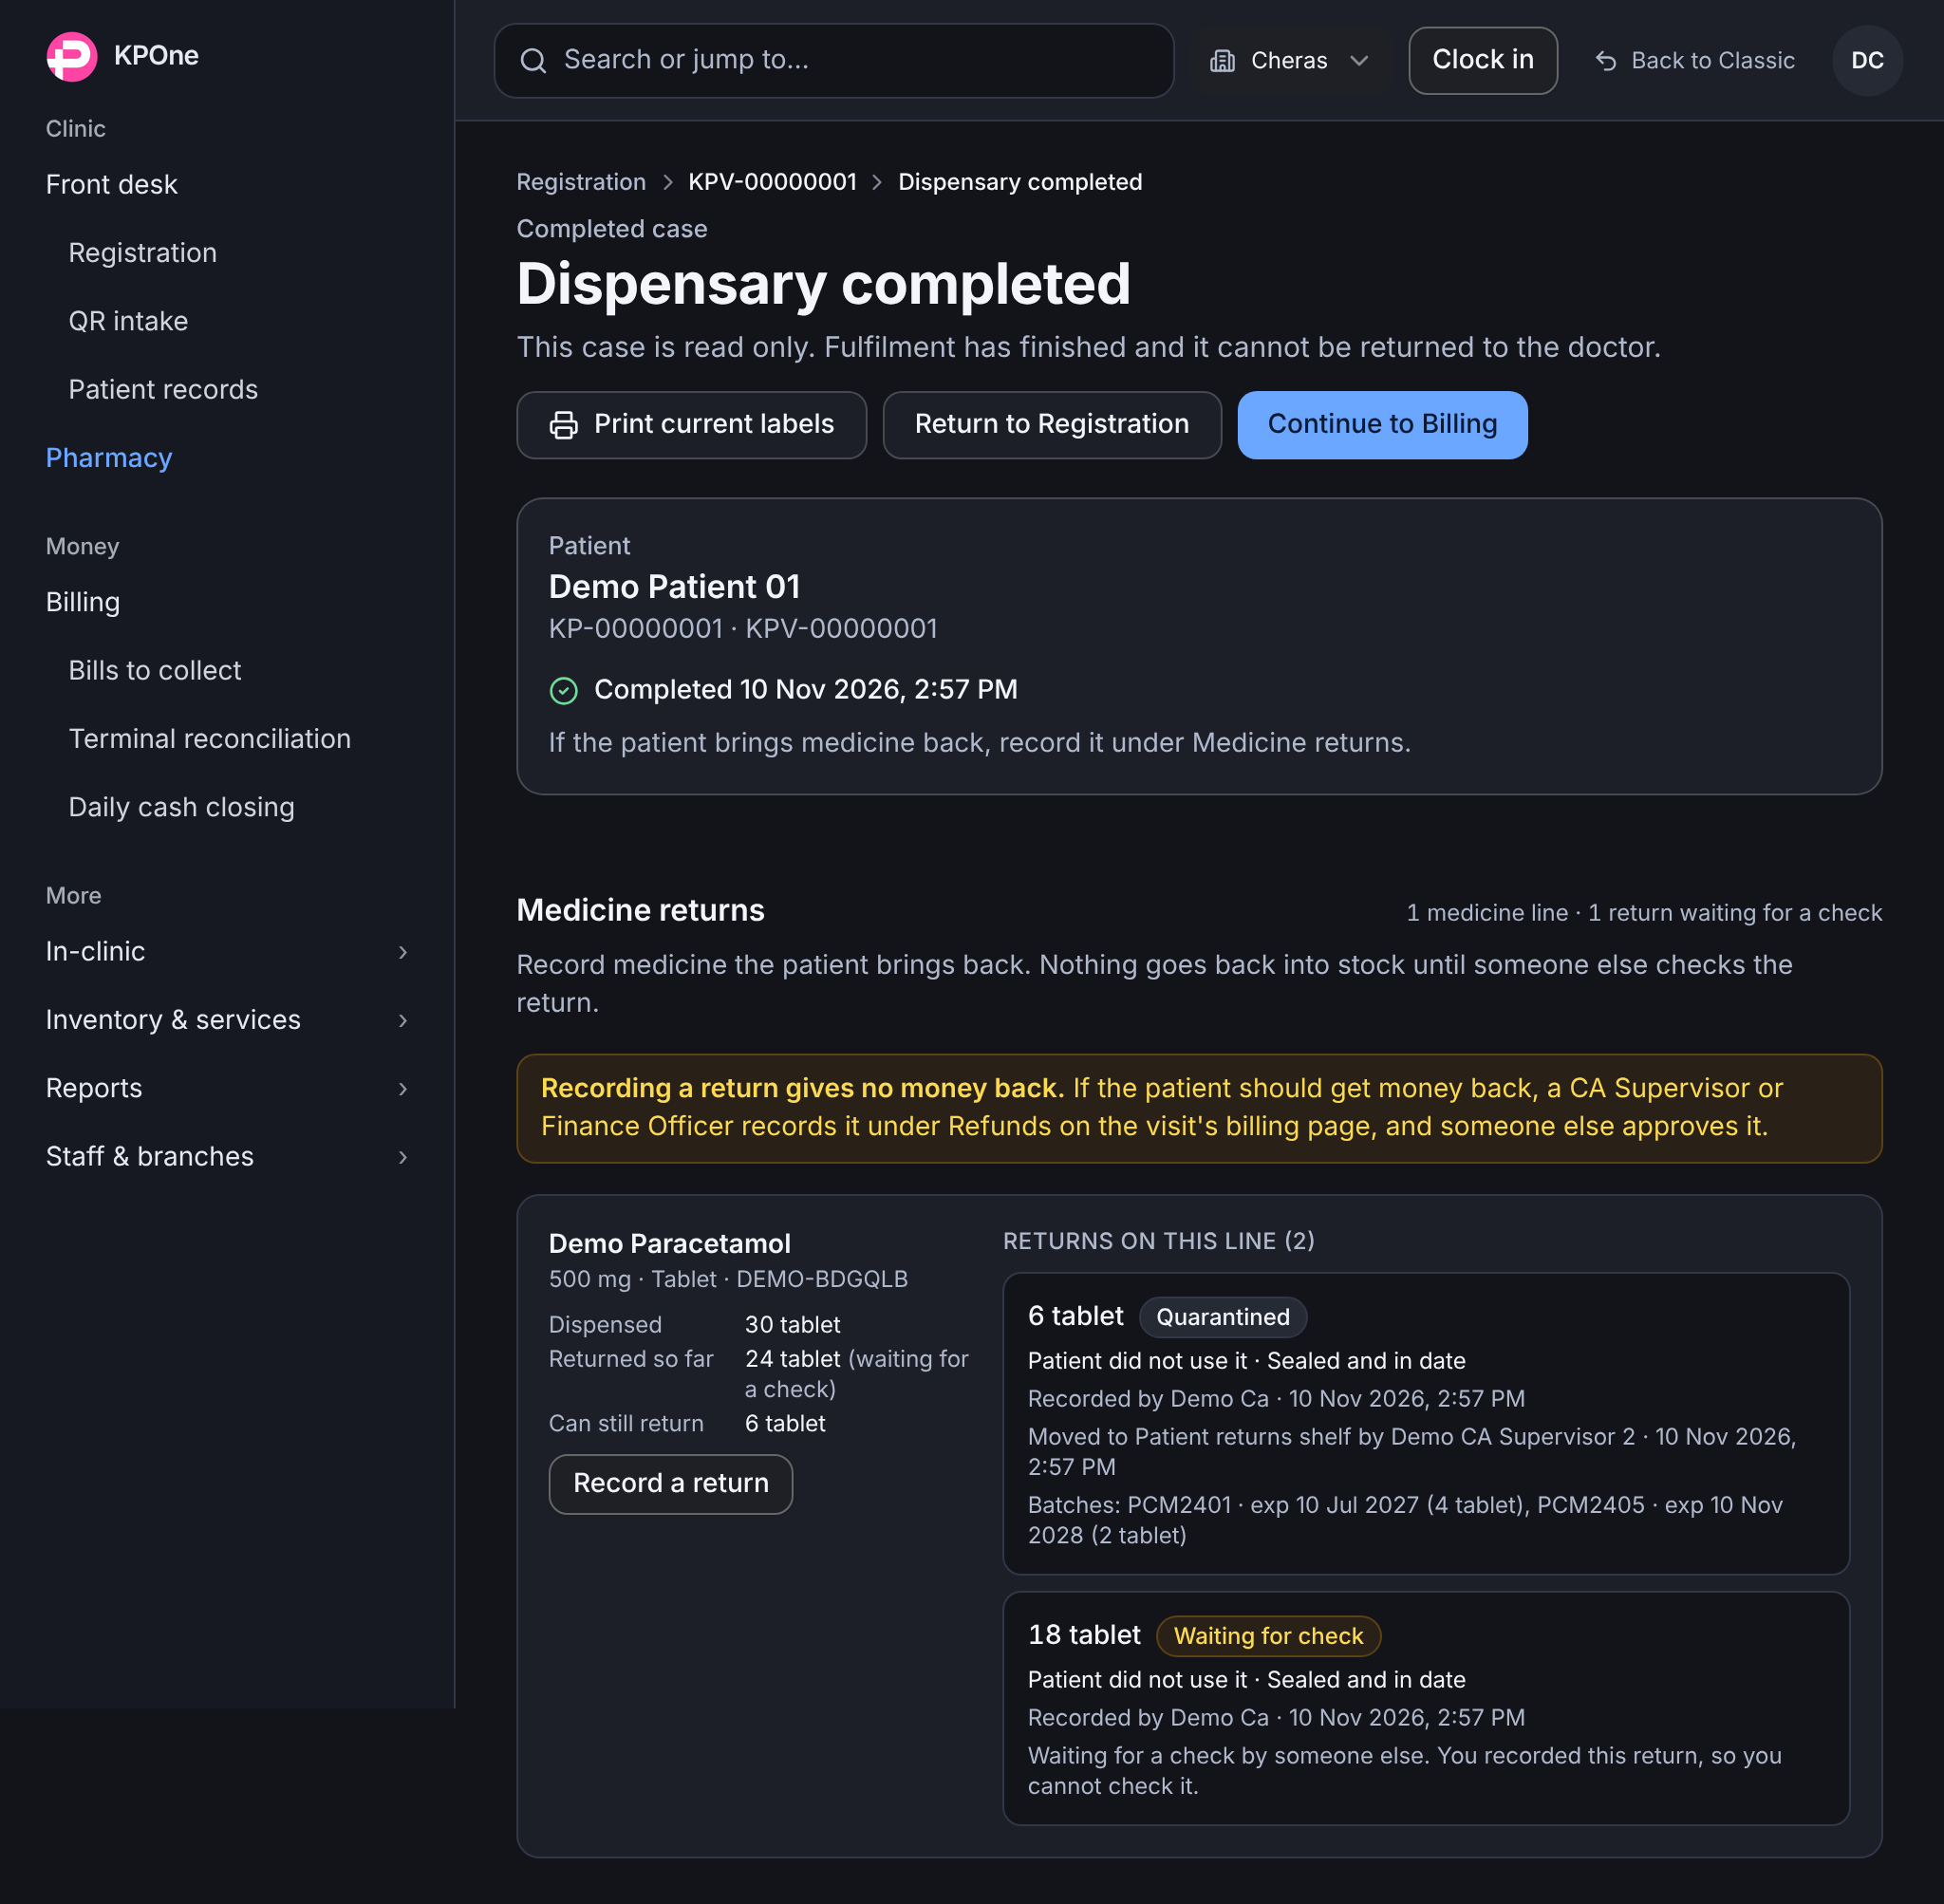 KPOne
Clinic
Front desk
Registration
QR intake
Patient records
Pharmacy
Money
Billing
Bills to collect
Terminal reconciliation
Daily cash closing
More
In-clinic
Inventory & services
Reports
Staff & branches
Search or jump to...
Cheras
Clock in
Back to Classic
DC
Registration > KPV-00000001 > Dispensary completed
Completed case
Dispensary completed
This case is read only. Fulfilment has finished and it cannot be returned to the doctor.
Print current labels
Return to Registration
Continue to Billing
Patient
Demo Patient 01
KP-00000001 · KPV-00000001
Completed 10 Nov 2026, 2:57 PM
If the patient brings medicine back, record it under Medicine returns.
Medicine returns
1 medicine line · 1 return waiting for a check
Record medicine the patient brings back. Nothing goes back into stock until someone else checks the
return.
Recording a return gives no money back. If the patient should get money back, a CA Supervisor or
Finance Officer records it under Refunds on the visit's billing page, and someone else approves it.
Demo Paracetamol
500 mg · Tablet · DEMO-BDGQLB
Dispensed 30 tablet
Returned so far 24 tablet (waiting for
a check)
Can still return 6 tablet
Record a return
RETURNS ON THIS LINE (2)
6 tablet Quarantined
Patient did not use it · Sealed and in date
Recorded by Demo Ca · 10 Nov 2026, 2:57 PM
Moved to Patient returns shelf by Demo CA Supervisor 2 · 10 Nov 2026,
2:57 PM
Batches: PCM2401 · exp 10 Jul 2027 (4 tablet), PCM2405 · exp 10 Nov
2028 (2 tablet)
18 tablet Waiting for check
Patient did not use it · Sealed and in date
Recorded by Demo Ca · 10 Nov 2026, 2:57 PM
Waiting for a check by someone else. You recorded this return, so you
cannot check it.